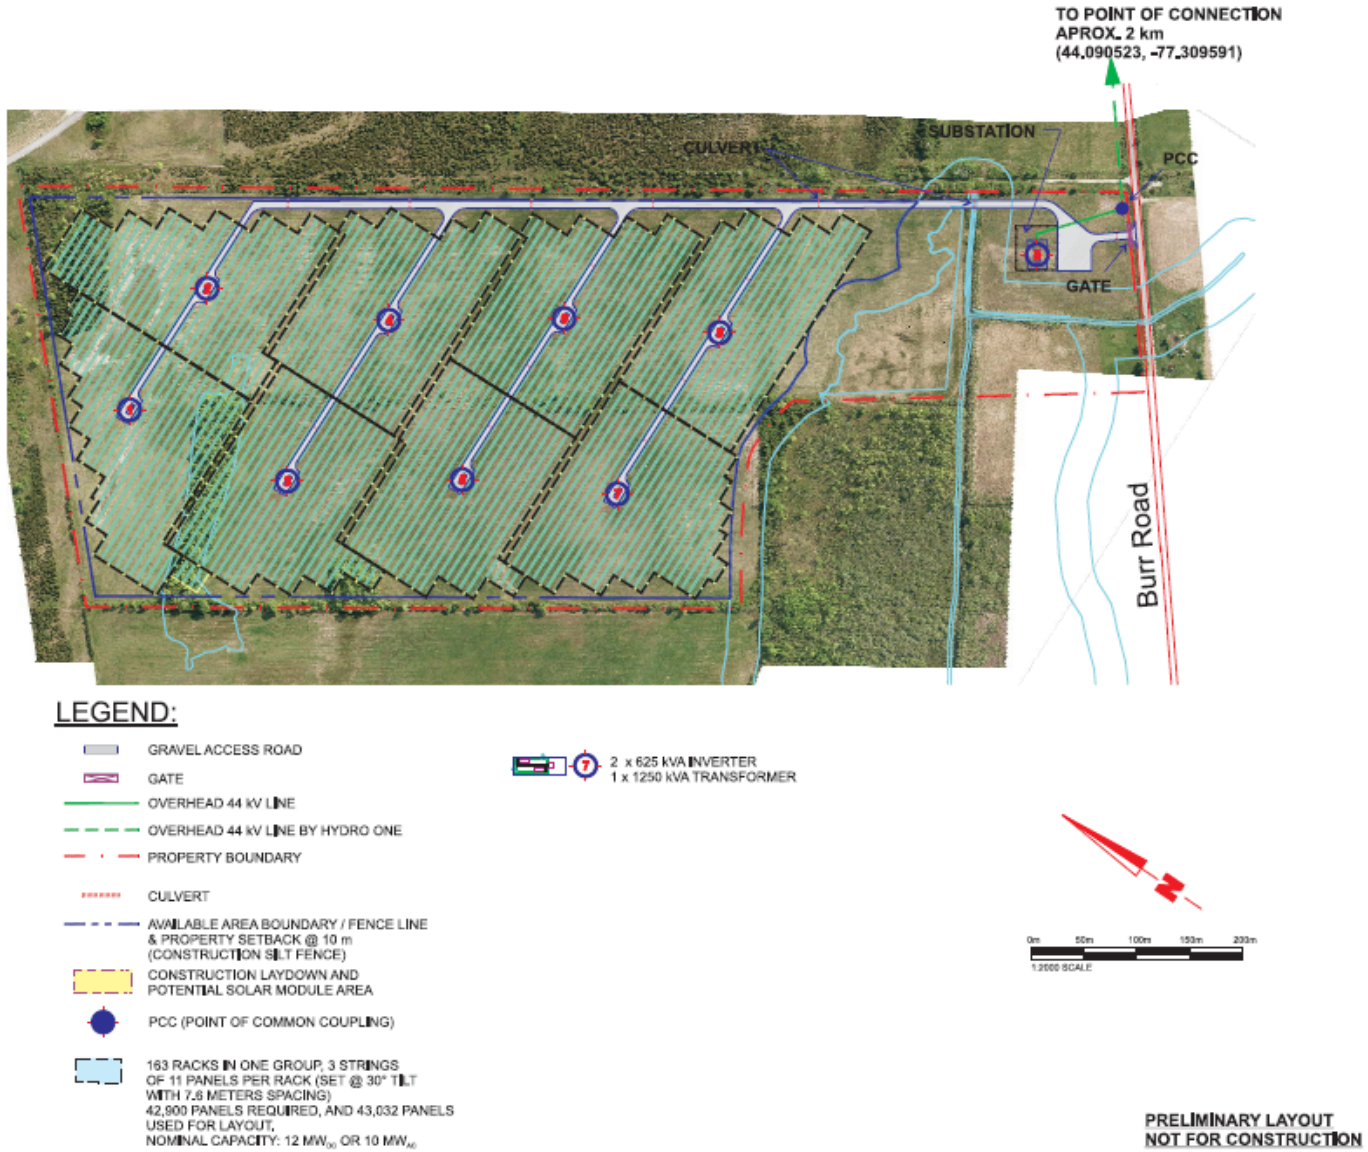 TO POINT OF CONNECTION
APROX. 2 km
(44.090523, -77.309591)
SUBSTATION
CULVERT
PCC
GATE
Burr Road
LEGEND:
GRAVEL ACCESS ROAD
GATE
OVERHEAD 44 kV LINE
OVERHEAD 44 kV LINE BY HYDRO ONE
PROPERTY BOUNDARY
CULVERT
AVAILABLE AREA BOUNDARY / FENCE LINE
& PROPERTY SETBACK @ 10 m
(CONSTRUCTION SILT FENCE)
CONSTRUCTION LAYDOWN AND
POTENTIAL SOLAR MODULE AREA
PCC (POINT OF COMMON COUPLING)
163 RACKS IN ONE GROUP, 3 STRINGS
OF 11 PANELS PER RACK (SET @ 30° TILT
WITH 7.6 METERS SPACING)
42,900 PANELS REQUIRED, AND 43,032 PANELS
USED FOR LAYOUT,
NOMINAL CAPACITY: 12 MWDC OR 10 MWAC
7
2 x 625 kVA INVERTER
1 x 1250 kVA TRANSFORMER
N
0m 50m 100m 150m 200m
1:2000 SCALE
PRELIMINARY LAYOUT
NOT FOR CONSTRUCTION